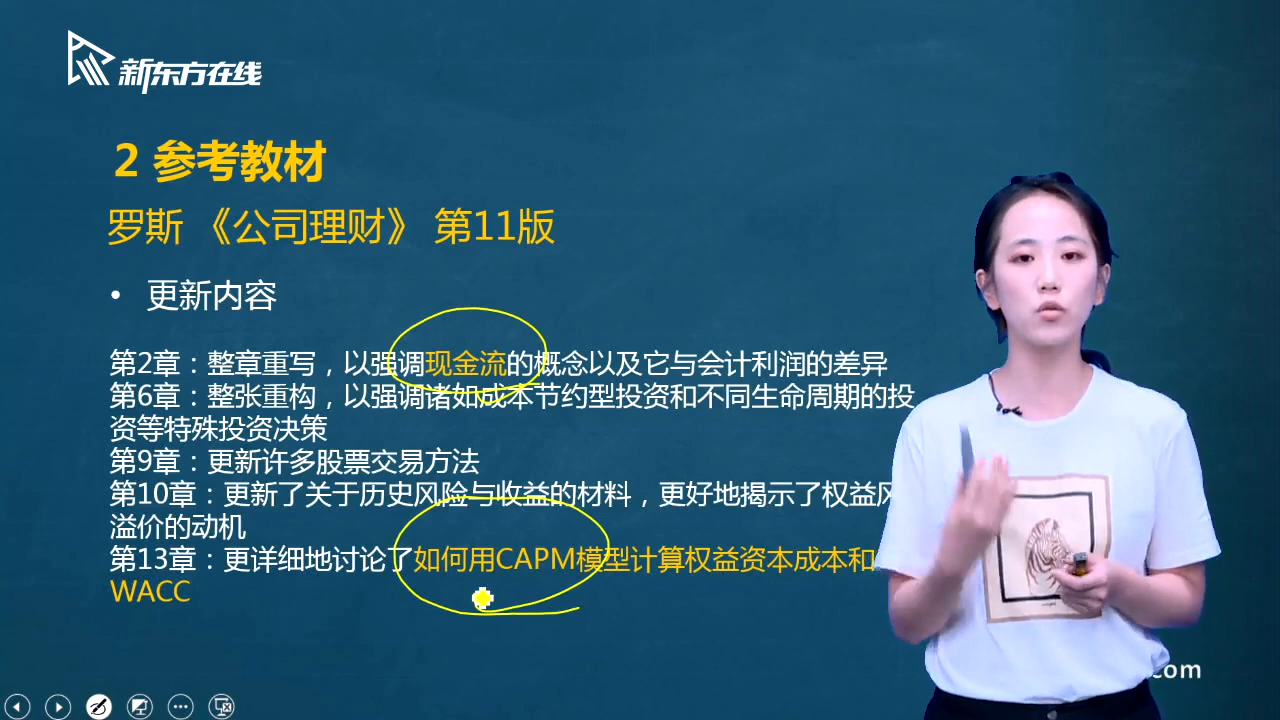 新东方在线
2 参考教材
罗斯 《公司理财》 第11版
• 更新内容
第2章：整章重写，以强调现金流的概念以及它与会计利润的差异
第6章：整张重构，以强调诸如成本节约型投资和不同生命周期的投
资等特殊投资决策
第9章：更新许多股票交易方法
第10章：更新了关于历史风险与收益的材料，更好地揭示了权益风
溢价的动机
第13章：更详细地讨论了如何用CAPM模型计算权益资本成本和
WACC
.com